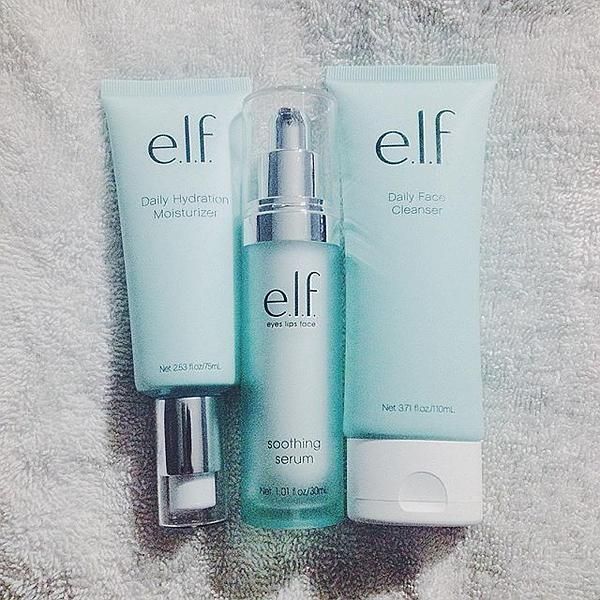 e.l.f.
Daily Hydration
Moisturizer
Net 2.53 fl.oz/75mL
e.l.f
eyes lips face
soothing
serum
Net 1.01 fl.oz/30mL
e.l.f.
Daily Face
Cleanser
Net 3.71 fl.oz/110mL